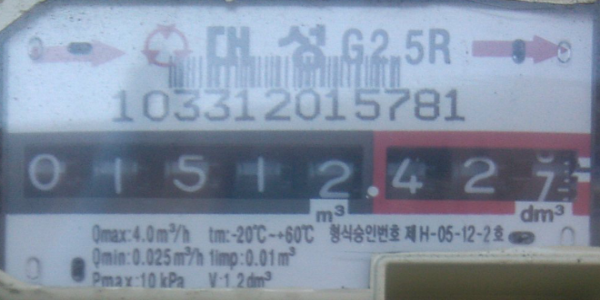 대성 G2.5R
103312015781
01512.427
m³ dm³
Qmax:4.0m³/h tm:-20℃~+60℃ 형식승인번호 제H-05-12-2호
Qmin:0.025m³/h 1imp:0.01m³
Pmax:10kPa V:1.2dm³